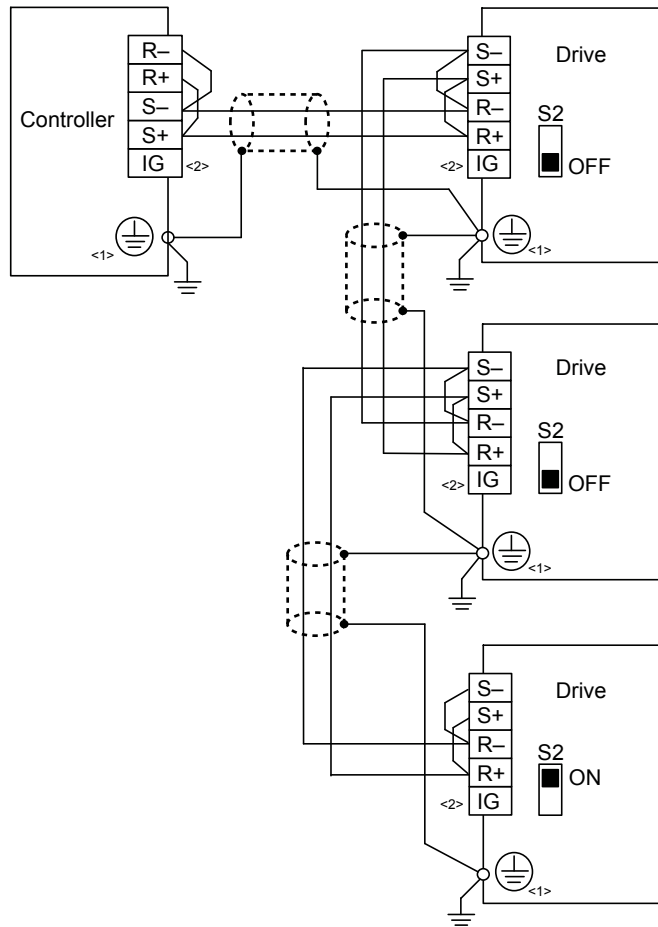 Controller
R–
R+
S–
S+
IG
<2>
<1>
S–
S+
R–
R+
IG
<2>
Drive
S2
OFF
<1>
S–
S+
R–
R+
IG
<2>
Drive
S2
OFF
<1>
S–
S+
R–
R+
IG
<2>
Drive
S2
ON
<1>